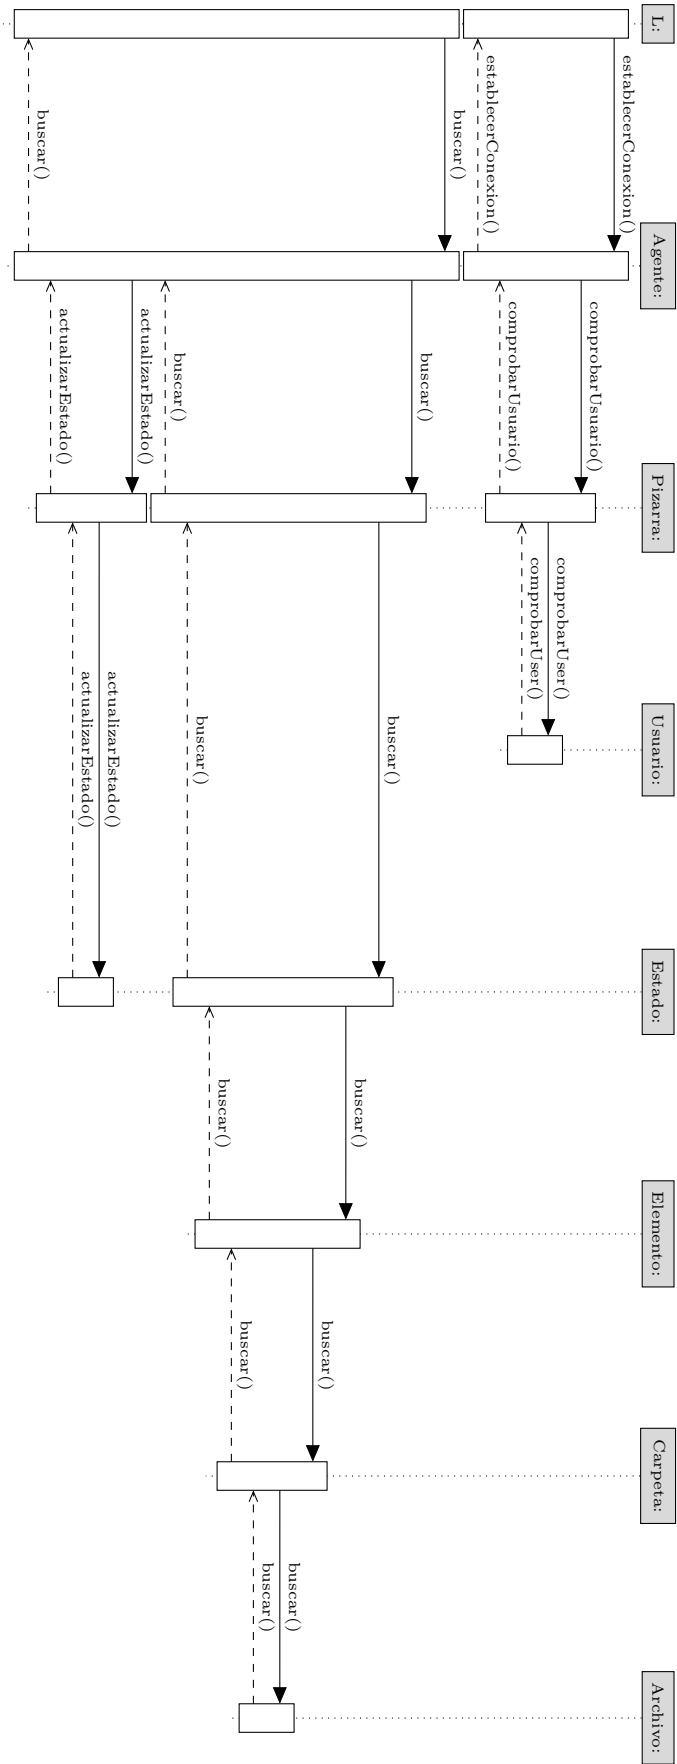 L:
Agente:
Pizarra:
Usuario:
Estado:
Elemento:
Carpeta:
Archivo:
establecerConexion()
comprobarUsuario()
comprobarUser()
comprobarUser()
comprobarUsuario()
establecerConexion()
buscar()
buscar()
buscar()
buscar()
buscar()
buscar()
buscar()
buscar()
buscar()
buscar()
buscar()
actualizarEstado()
actualizarEstado()
actualizarEstado()
actualizarEstado()
buscar()